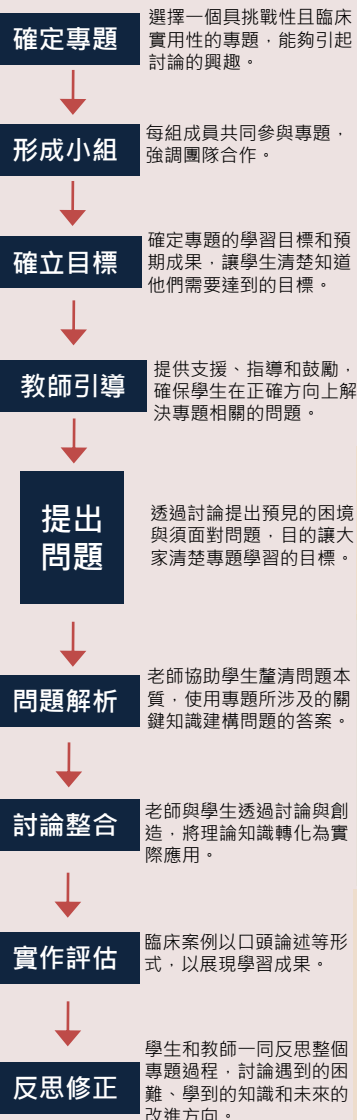 確定專題
選擇一個具挑戰性且臨床
實用性的專題，能夠引起
討論的興趣。
形成小組
每組成員共同參與專題，
強調團隊合作。
確立目標
確定專題的學習目標和預
期成果，讓學生清楚知道
他們需要達到的目標。
教師引導
提供支援、指導和鼓勵，
確保學生在正確方向上解
決專題相關的問題。
提出
問題
透過討論提出預見的困境
與須面對問題，目的讓大
家清楚專題學習的目標。
問題解析
老師協助學生釐清問題本
質，使用專題所涉及的關
鍵知識建構問題的答案。
討論整合
老師與學生透過討論與創
造，將理論知識轉化為實
際應用。
實作評估
臨床案例以口頭論述等形
式，以展現學習成果。
反思修正
學生和教師一同反思整個
專題過程，討論遇到的困
難、學到的知識和未來的
改進方向。